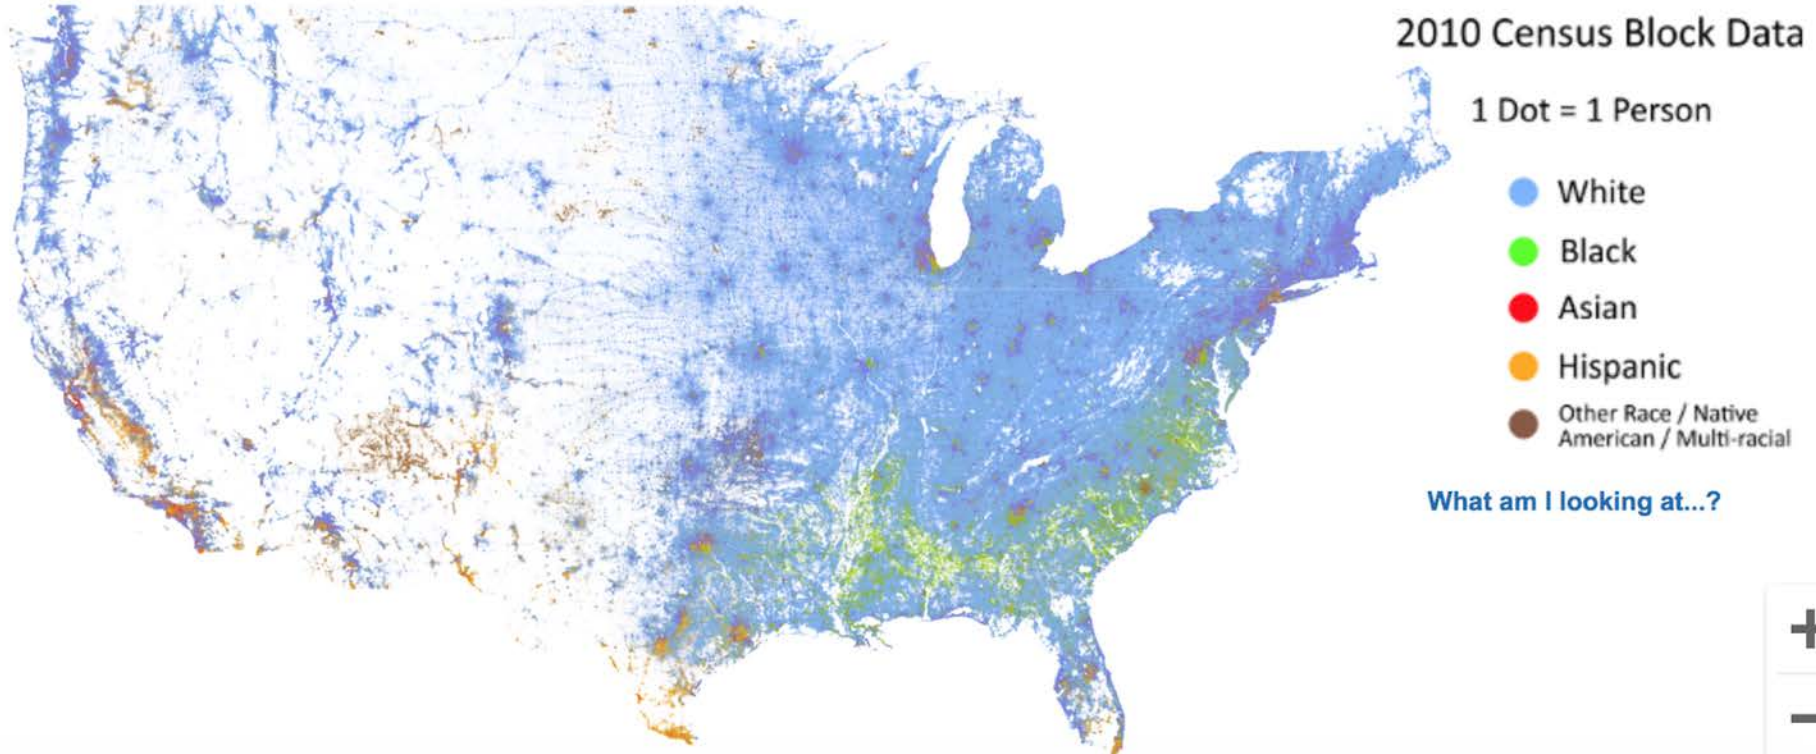 2010 Census Block Data
1 Dot = 1 Person
White
Black
Asian
Hispanic
Other Race / Native
American / Multi-racial
What am I looking at...?
+
−